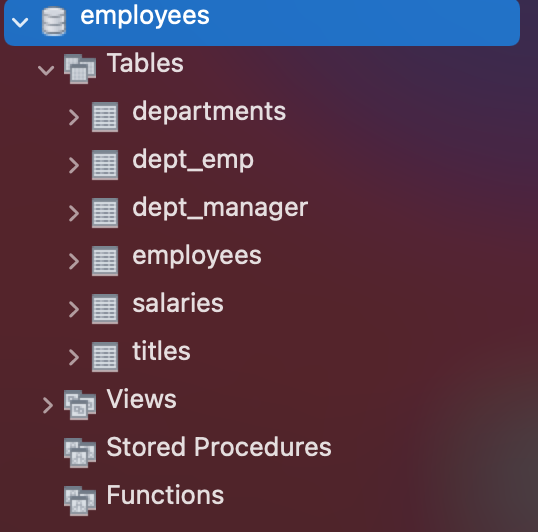 employees
Tables
departments
dept_emp
dept_manager
employees
salaries
titles
Views
Stored Procedures
Functions